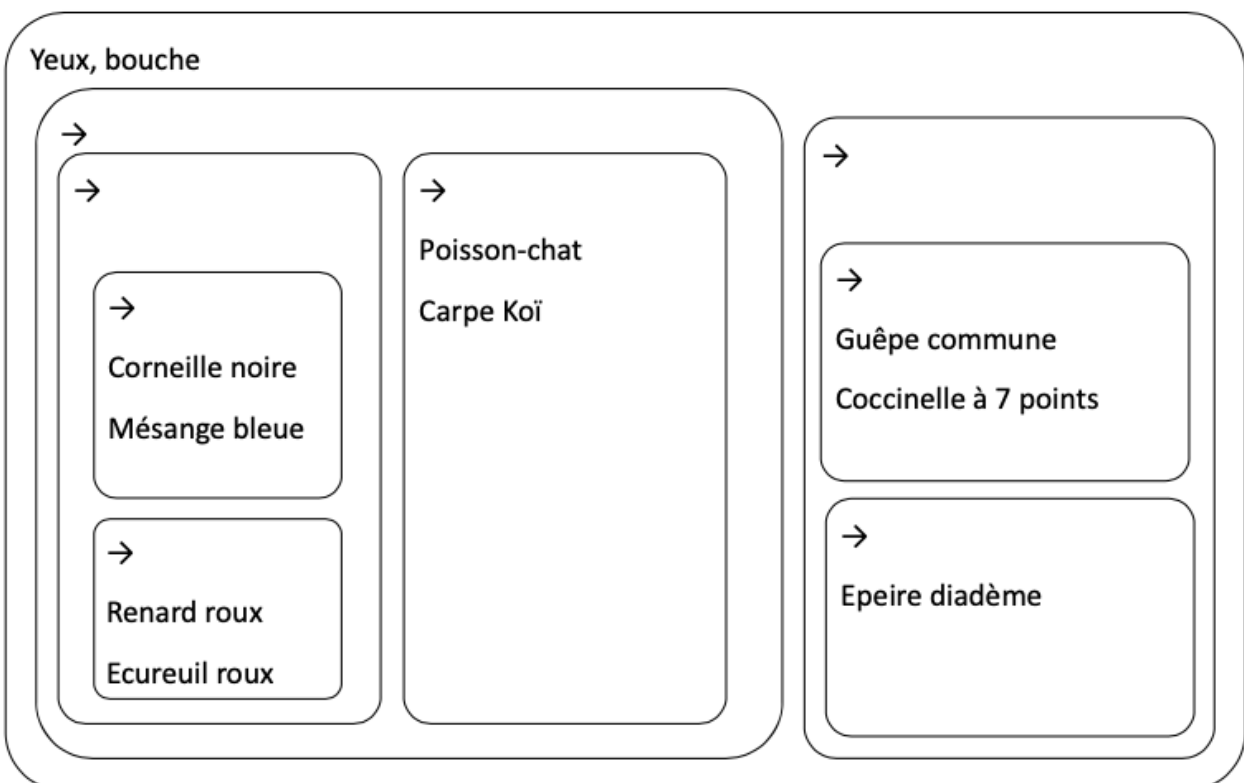 Yeux, bouche
→
→
→
Corneille noire
Mésange bleue
→
Renard roux
Ecureuil roux
→
Poisson-chat
Carpe Koï
→
→
Guêpe commune
Coccinelle à 7 points
→
Epeire diadème